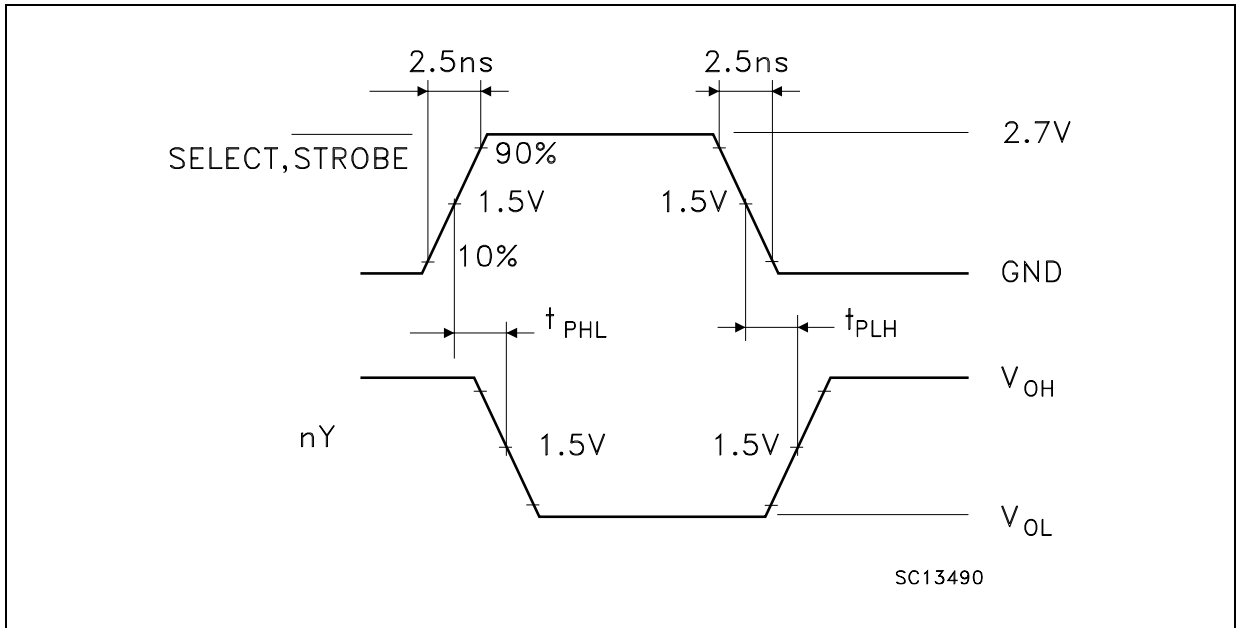 2.5ns 2.5ns
SELECT,STROBE
90%
2.7V
1.5V 1.5V
10%
GND
tPHL tPLH
VOH
nY
1.5V 1.5V
VOL
SC13490